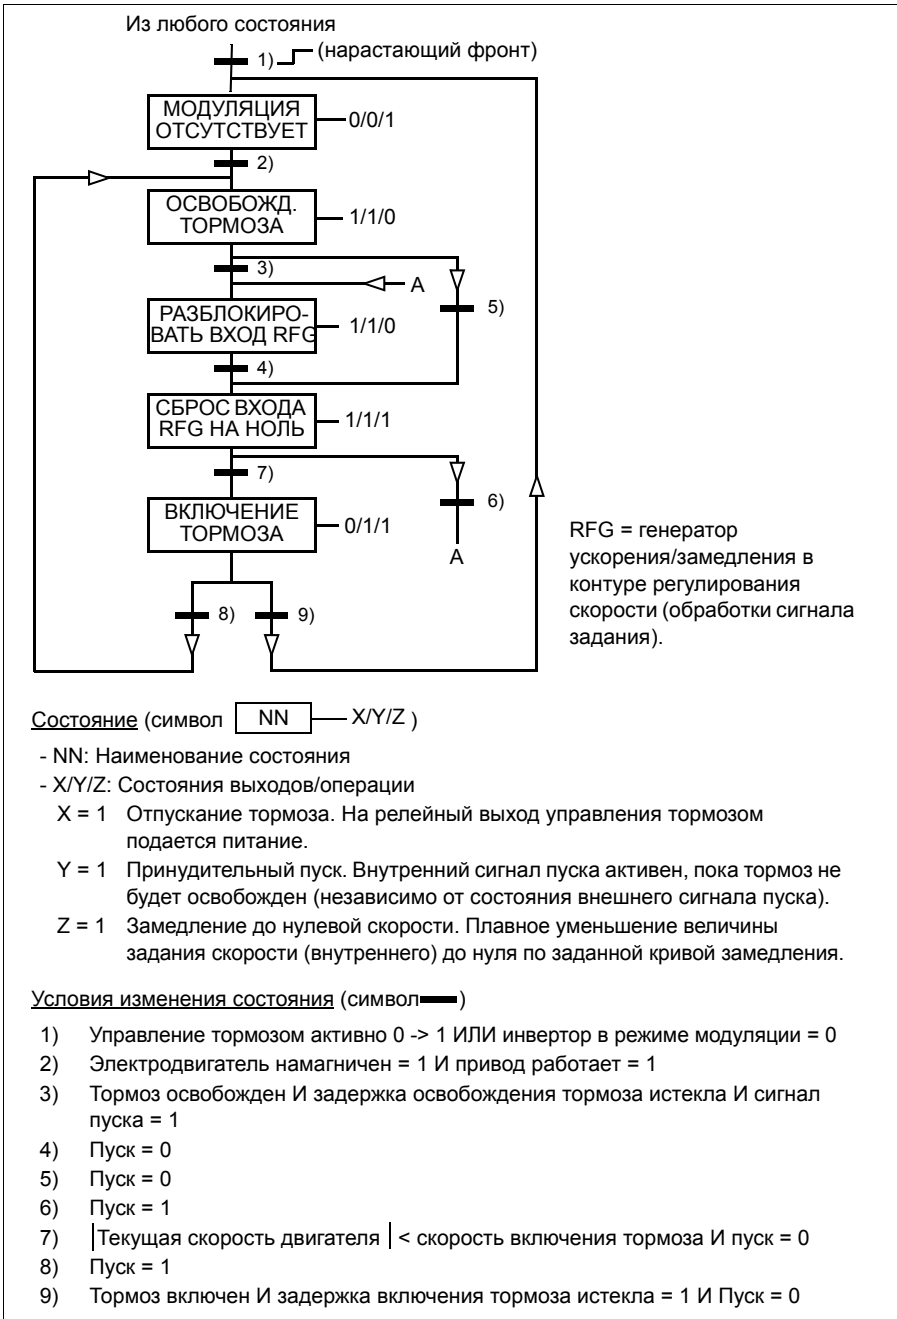 Из любого состояния
1) (нарастающий фронт)
МОДУЛЯЦИЯ
ОТСУТСТВУЕТ
0/0/1
2)
ОСВОБОЖД.
ТОРМОЗА
1/1/0
3)
A
5)
РАЗБЛОКИРО-
ВАТЬ ВХОД RFG
1/1/0
4)
СБРОС ВХОДА
RFG НА НОЛЬ
1/1/1
7)
6)
ВКЛЮЧЕНИЕ
ТОРМОЗА
0/1/1
A
8) 9)
RFG = генератор
ускорения/замедления в
контуре регулирования
скорости (обработки сигнала
задания).
Состояние (символ NN X/Y/Z )
- NN: Наименование состояния
- X/Y/Z: Состояния выходов/операции
X = 1 Отпускание тормоза. На релейный выход управления тормозом
подается питание.
Y = 1 Принудительный пуск. Внутренний сигнал пуска активен, пока тормоз не
будет освобожден (независимо от состояния внешнего сигнала пуска).
Z = 1 Замедление до нулевой скорости. Плавное уменьшение величины
задания скорости (внутреннего) до нуля по заданной кривой замедления.
Условия изменения состояния (символ )
1) Управление тормозом активно 0 -> 1 ИЛИ инвертор в режиме модуляции = 0
2) Электродвигатель намагничен = 1 И привод работает = 1
3) Тормоз освобожден И задержка освобождения тормоза истекла И сигнал
пуска = 1
4) Пуск = 0
5) Пуск = 0
6) Пуск = 1
7) |Текущая скорость двигателя | < скорость включения тормоза И пуск = 0
8) Пуск = 1
9) Тормоз включен И задержка включения тормоза истекла = 1 И Пуск = 0